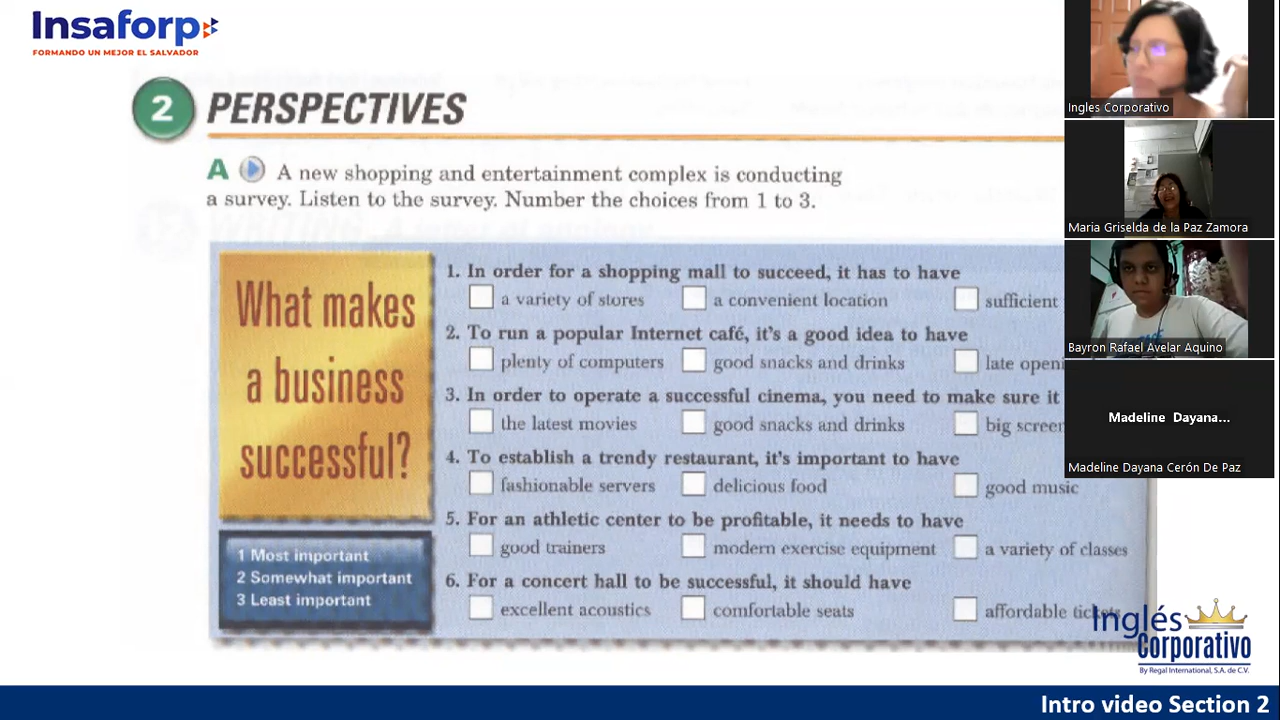 Insaforp
FORMANDO UN MEJOR EL SALVADOR
2 PERSPECTIVES
A A new shopping and entertainment complex is conducting
a survey. Listen to the survey. Number the choices from 1 to 3.
What makes
a business
successful?
1 Most important
2 Somewhat important
3 Least important
1. In order for a shopping mall to succeed, it has to have
a variety of stores a convenient location sufficient
2. To run a popular Internet café, it's a good idea to have
plenty of computers good snacks and drinks late
3. In order to operate a successful cinema, you need to make sure it
the latest movies good snacks and drinks big
4. To establish a trendy restaurant, it's important to have
fashionable servers delicious food good music
5. For an athletic center to be profitable, it needs to have
good trainers modern exercise equipment a variety of classes
6. For a concert hall to be successful, it should have
excellent acoustics comfortable seats affordable
Ingles Corporativo
Maria Griselda de la Paz Zamora
Bayron Rafael Avelar Aquino
Madeline Dayana...
Madeline Dayana Cerón De Paz
Inglés
Corporativo
By Regal International, S.A. de C.V.
Intro video Section 2